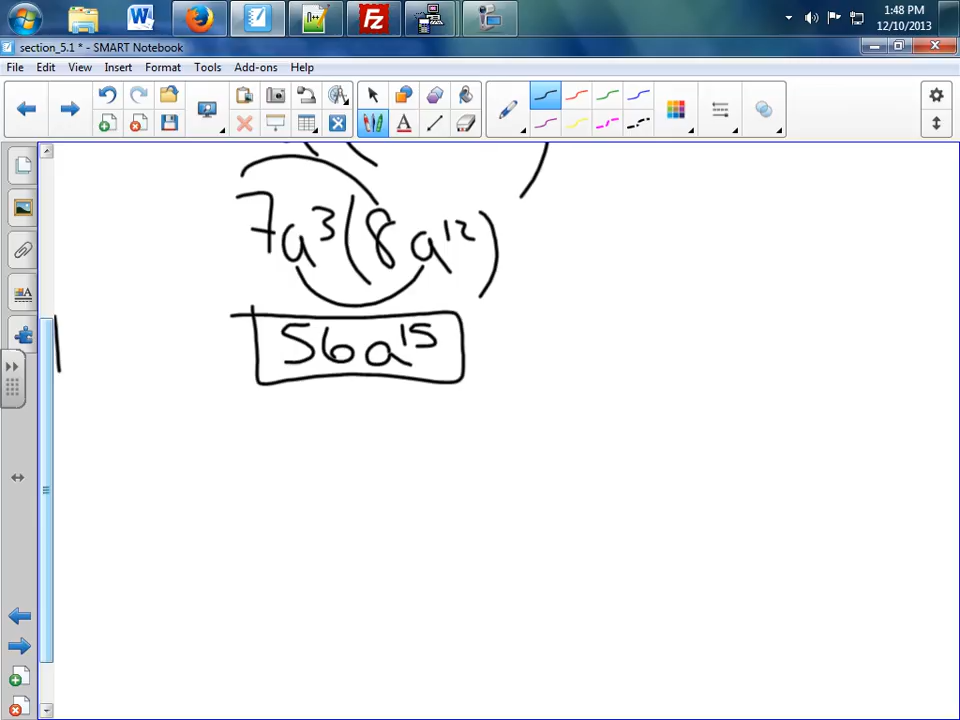 1:48 PM
12/10/2013
section_5.1 * - SMART Notebook
File Edit View Insert Format Tools Add-ons Help
7a³(8a¹²)
56a¹⁵